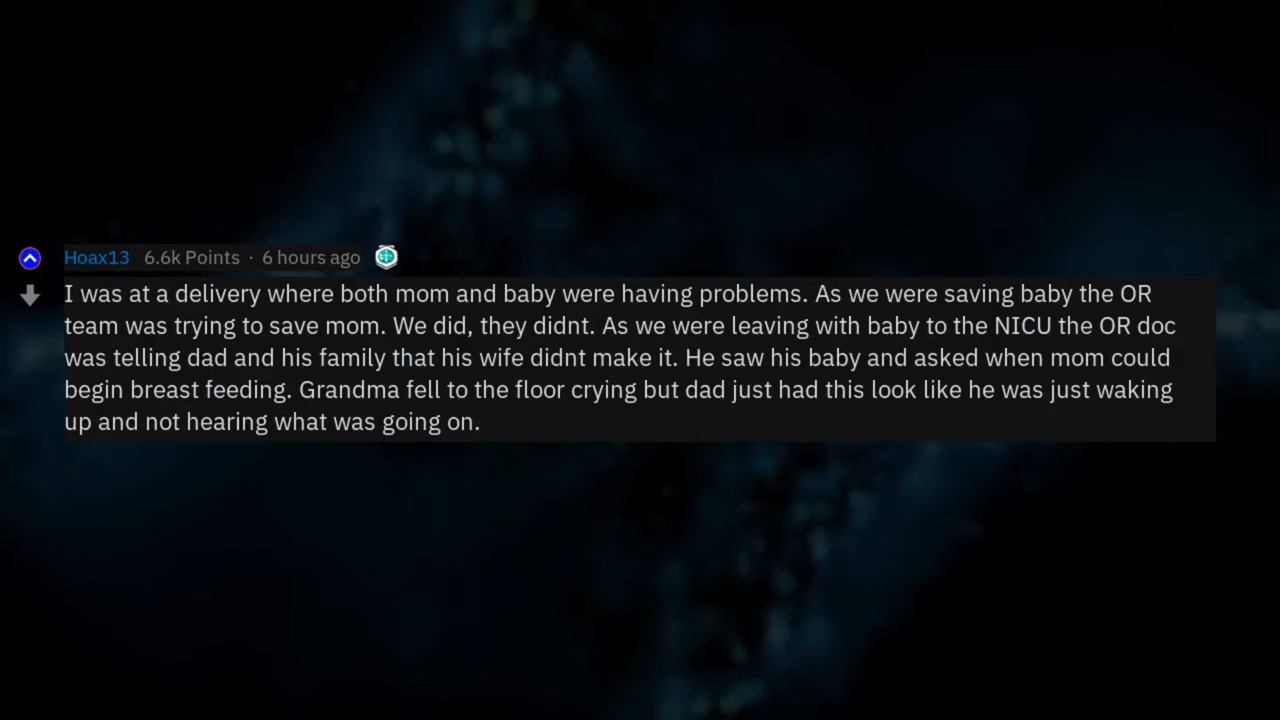 Hoax13 6.6k Points · 6 hours ago
I was at a delivery where both mom and baby were having problems. As we were saving baby the OR
team was trying to save mom. We did, they didnt. As we were leaving with baby to the NICU the OR doc
was telling dad and his family that his wife didnt make it. He saw his baby and asked when mom could
begin breast feeding. Grandma fell to the floor crying but dad just had this look like he was just waking
up and not hearing what was going on.